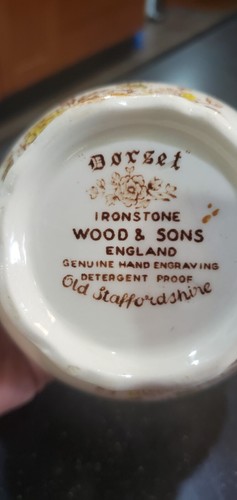 Dorset
IRONSTONE
WOOD & SONS
ENGLAND
GENUINE HAND ENGRAVING
DETERGENT PROOF
Old Staffordshire